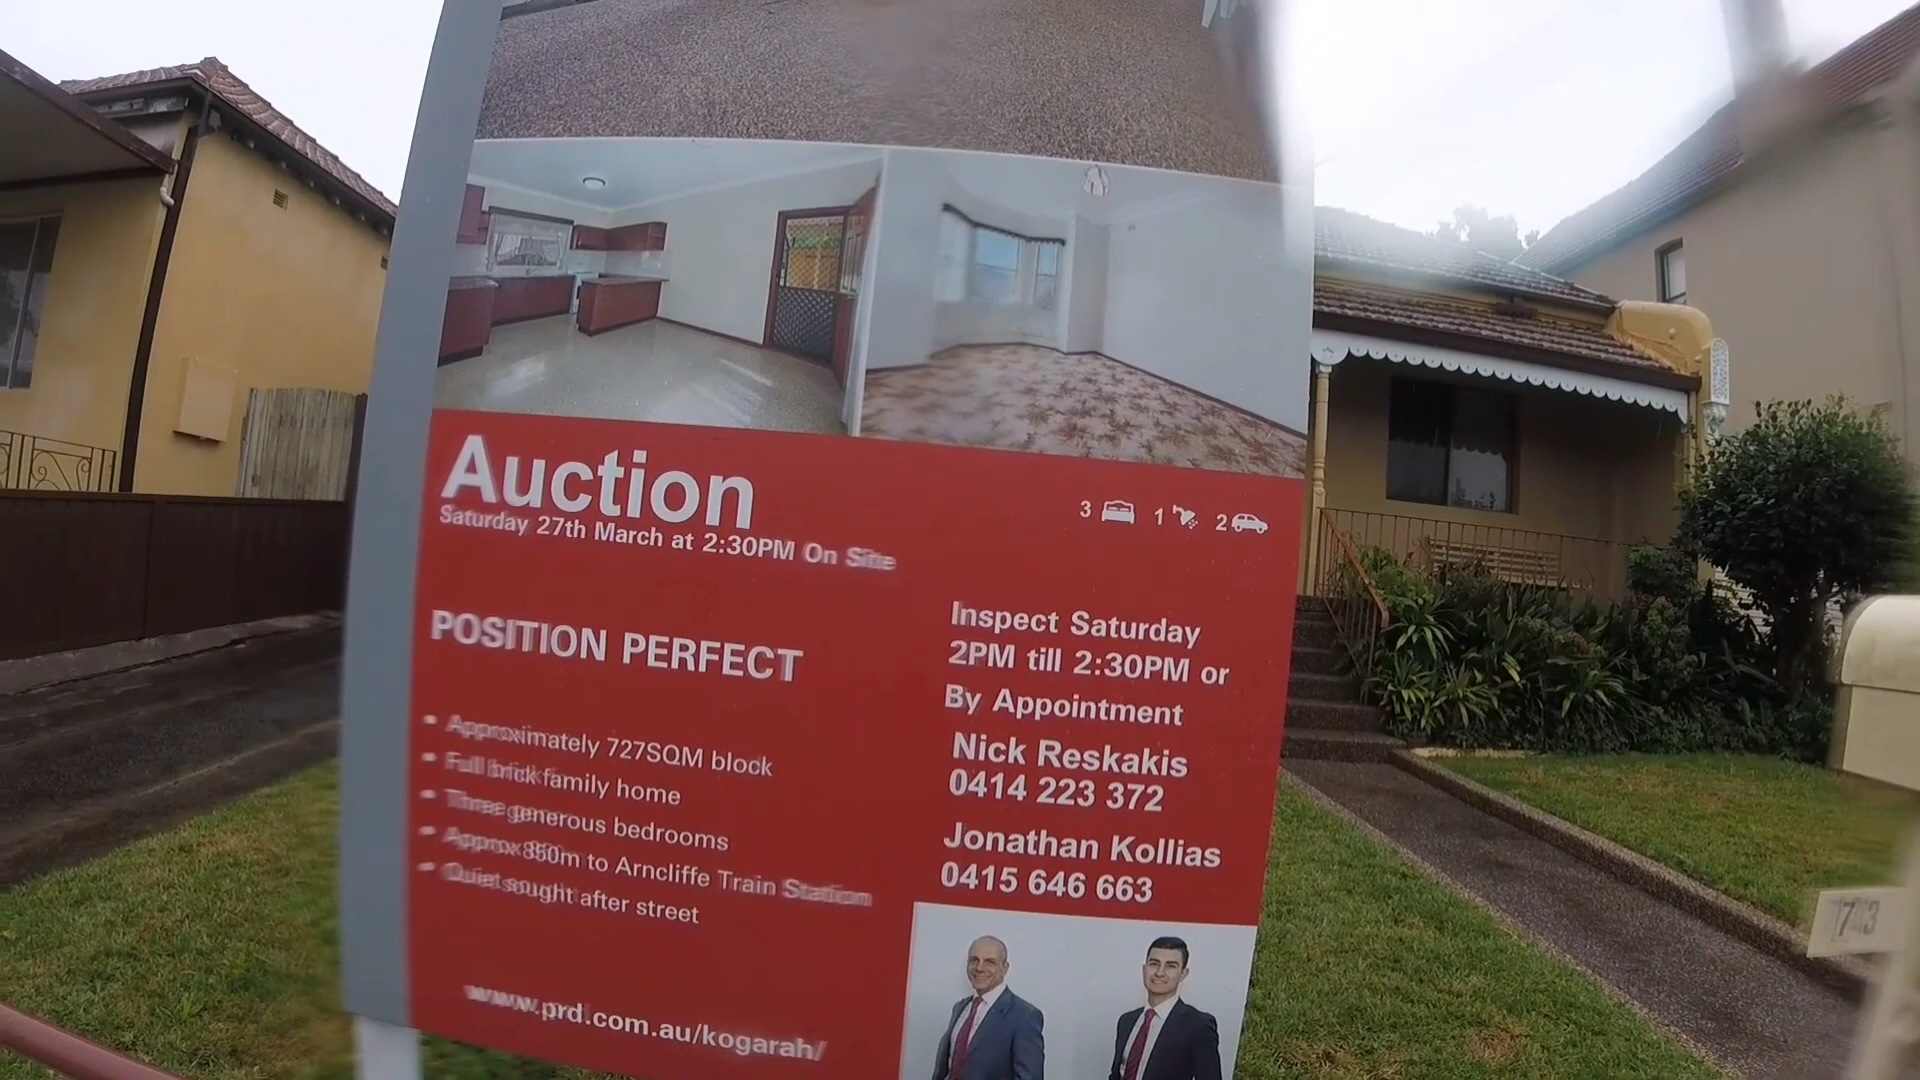 Auction
Saturday 27th March at 2:30PM On Site
3 1 2
POSITION PERFECT
• Approximately 727SQM block
• Full brick family home
• Three generous bedrooms
• Approx 850m to Arncliffe Train Station
• Quiet sought after street
www.prd.com.au/kogarah/
Inspect Saturday
2PM till 2:30PM or
By Appointment
Nick Reskakis
0414 223 372
Jonathan Kollias
0415 646 663
73